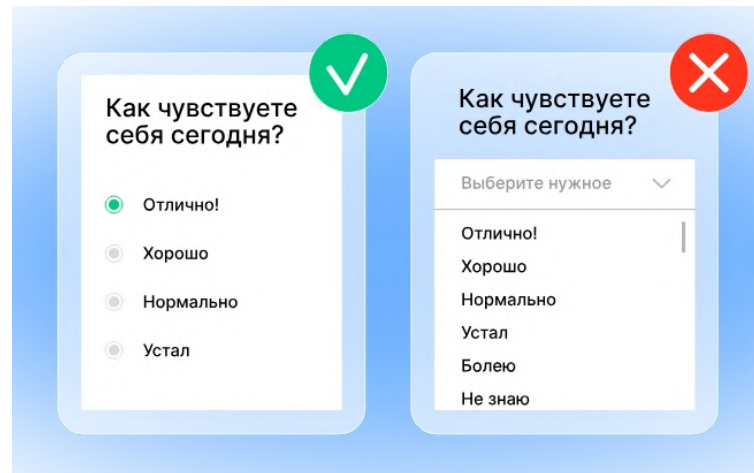 Как чувствуете
себя сегодня?
Отлично!
Хорошо
Нормально
Устал
Как чувствуете
себя сегодня?
Выберите нужное
Отлично!
Хорошо
Нормально
Устал
Болею
Не знаю